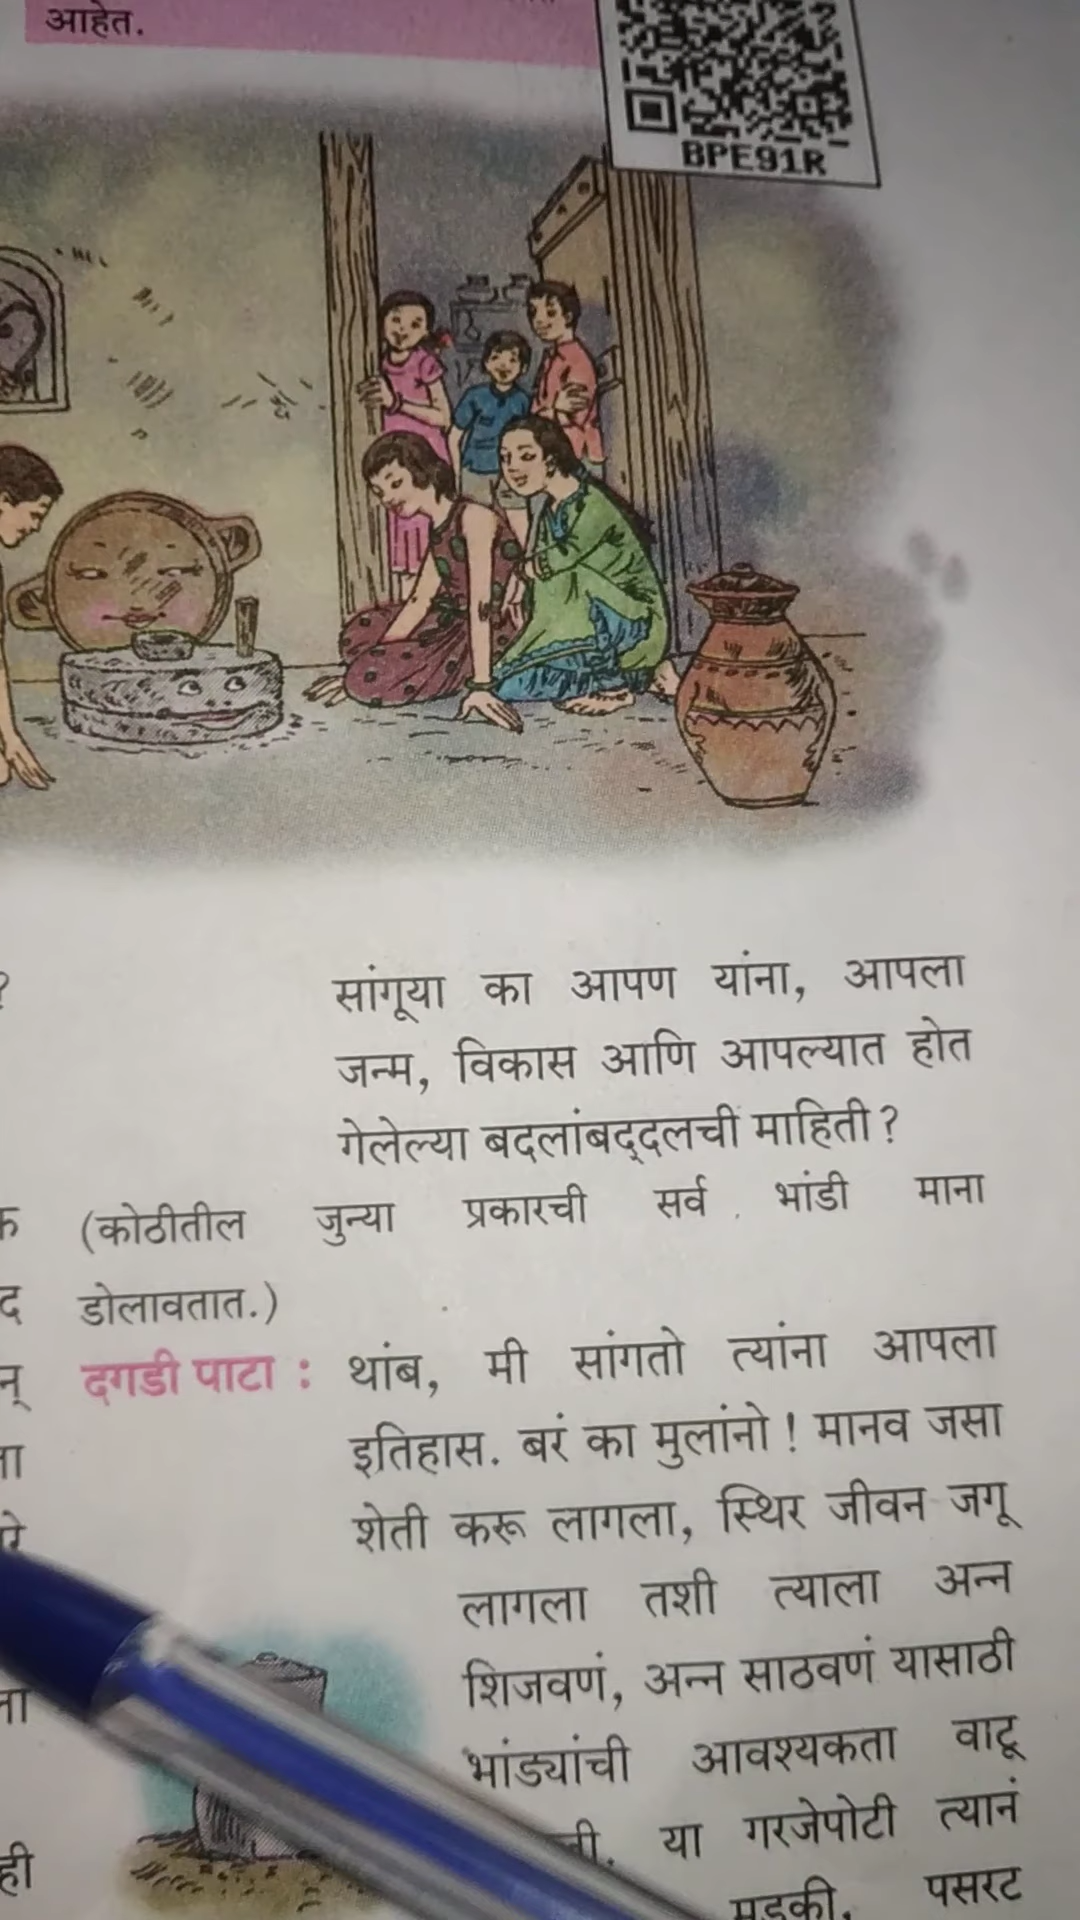 आहेत.
BPE91R
सांगूया का आपण यांना, आपला
जन्म, विकास आणि आपल्यात होत
गेलेल्या बदलांबद्दलची माहिती?
(कोठीतील जुन्या प्रकारची सर्व भांडी माना
डोलावतात.)
दगडी पाटा : थांब, मी सांगतो त्यांना आपला
इतिहास. बरं का मुलांनो! मानव जसा
शेती करू लागला, स्थिर जीवन जगू
लागला तशी त्याला अन्न
शिजवणं, अन्न साठवणं यासाठी
भांड्यांची आवश्यकता वाटू
या गरजेपोटी त्यानं
मडकी, पसरट